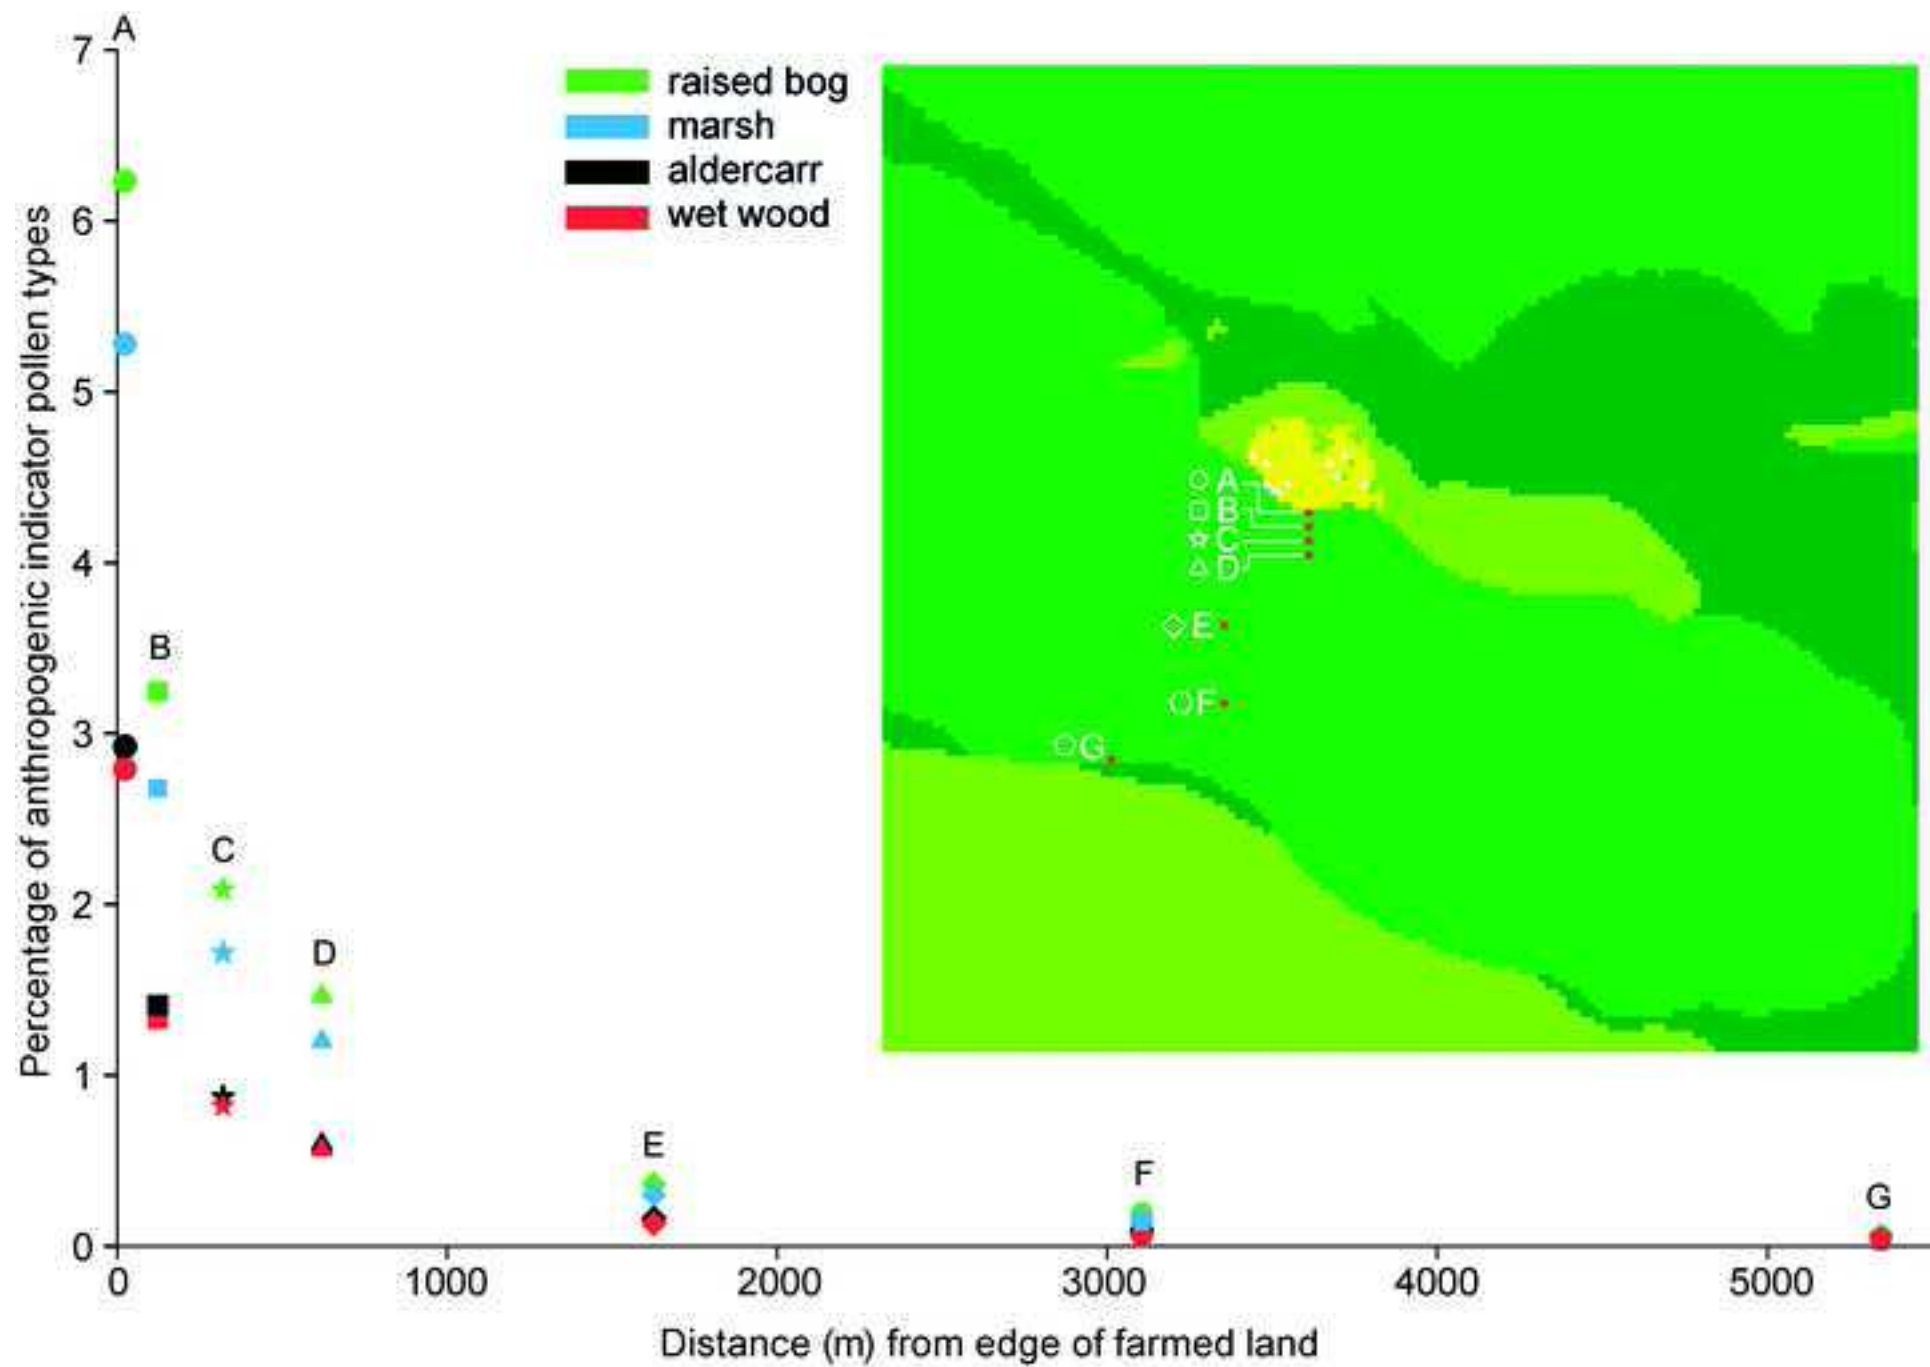 A
7
6
5
4
3
2
1
0
Percentage of anthropogenic indicator pollen types
raised bog
marsh
aldercarr
wet wood
B
C
D
E
F
G
A
B
C
D
E
F
G
0 1000 2000 3000 4000 5000
Distance (m) from edge of farmed land